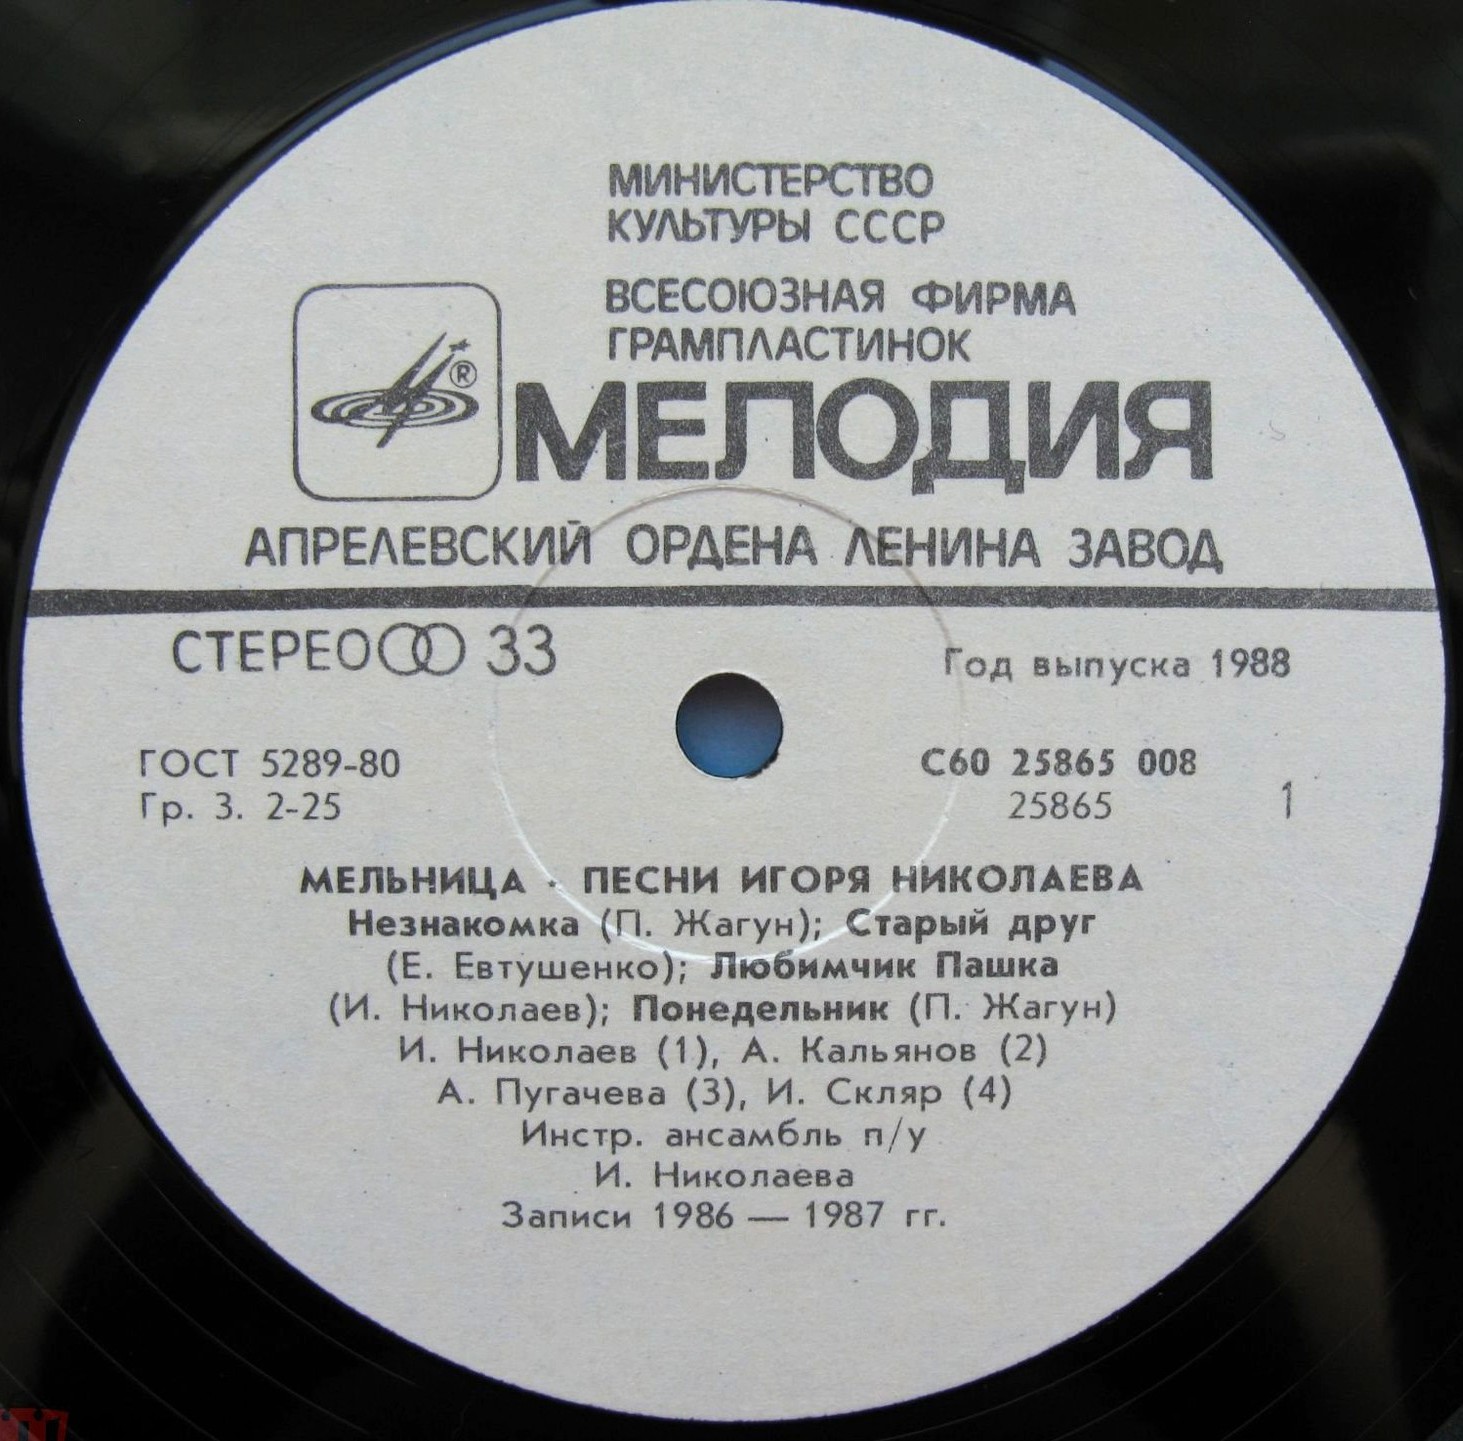 МИНИСТЕРСТВО
КУЛЬТУРЫ СССР
ВСЕСОЮЗНАЯ ФИРМА
ГРАМПЛАСТИНОК
®
МЕЛОДИЯ
АПРЕЛЕВСКИЙ ОРДЕНА ЛЕНИНА ЗАВОД
СТЕРЕО 33
Год выпуска 1988
ГОСТ 5289-80
Гр. 3. 2-25
С60 25865 008
25865 1
МЕЛЬНИЦА · ПЕСНИ ИГОРЯ НИКОЛАЕВА
Незнакомка (П. Жагун); Старый друг
(Е. Евтушенко); Любимчик Пашка
(И. Николаев); Понедельник (П. Жагун)
И. Николаев (1), А. Кальянов (2)
А. Пугачева (3), И. Скляр (4)
Инстр. ансамбль п/у
И. Николаева
Записи 1986 — 1987 гг.